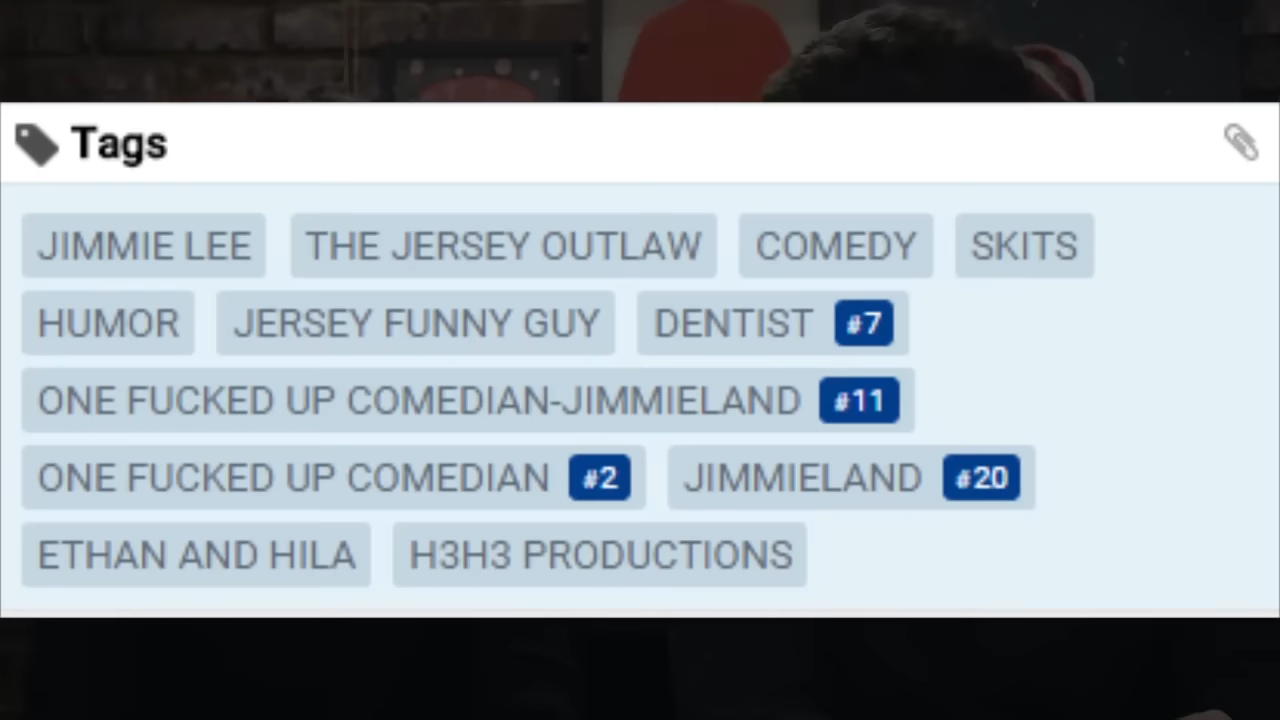 Tags
JIMMIE LEE THE JERSEY OUTLAW COMEDY SKITS
HUMOR JERSEY FUNNY GUY DENTIST #7
ONE FUCKED UP COMEDIAN-JIMMIELAND #11
ONE FUCKED UP COMEDIAN #2 JIMMIELAND #20
ETHAN AND HILA H3H3 PRODUCTIONS